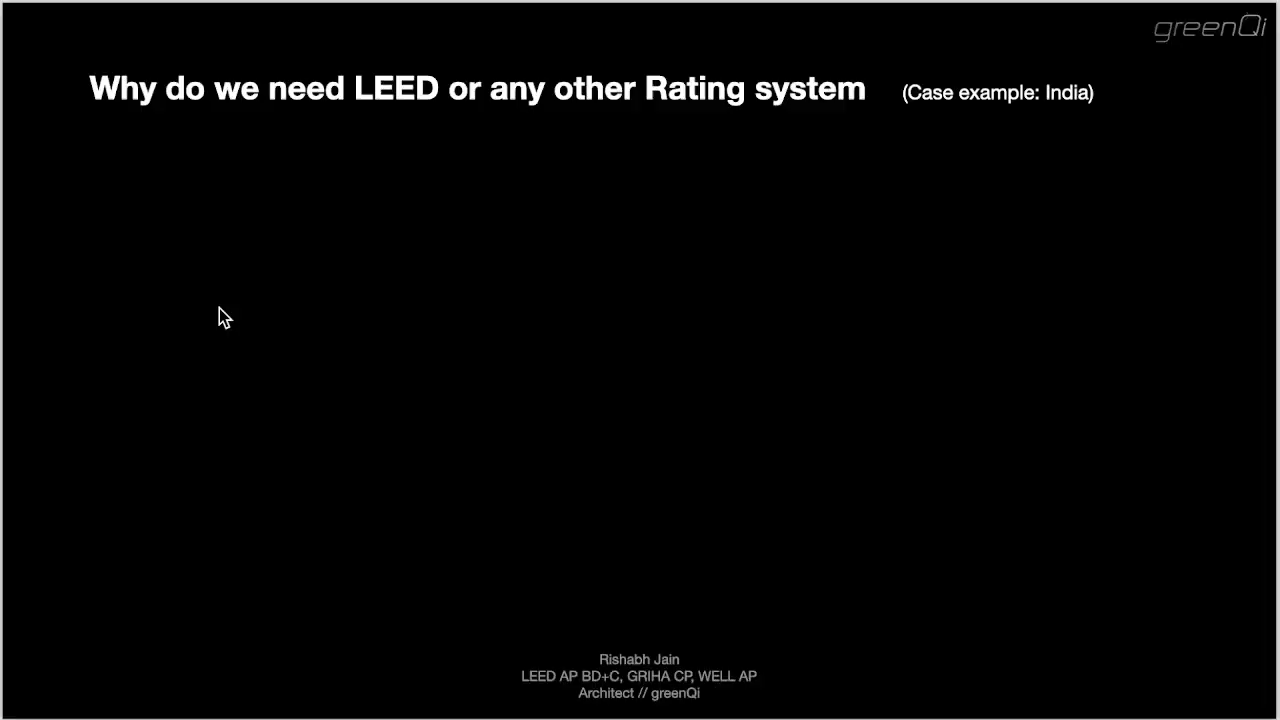 greenQi
Why do we need LEED or any other Rating system (Case example: India)
Rishabh Jain
LEED AP BD+C, GRIHA CP, WELL AP
Architect // greenQi